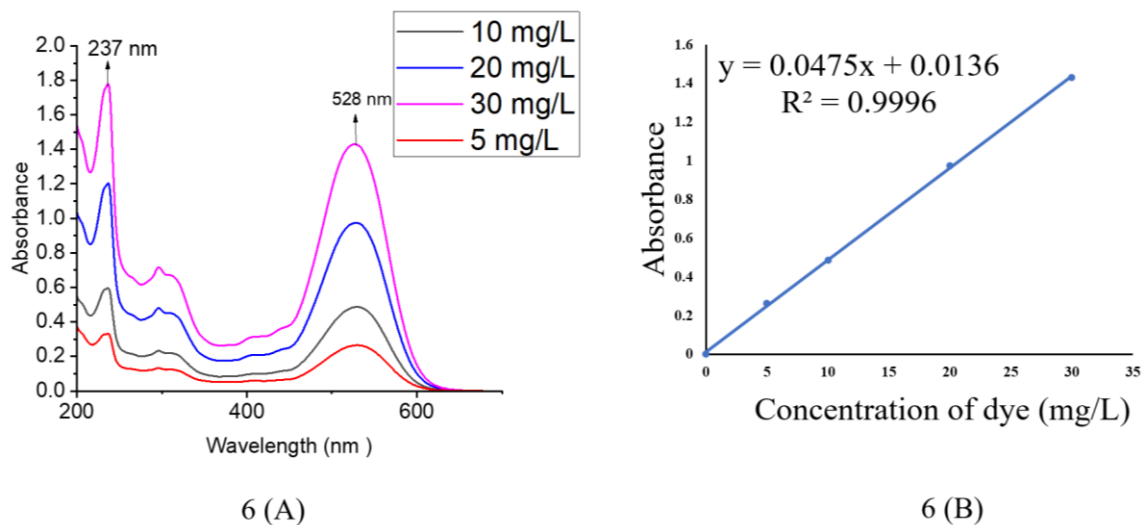 237 nm
528 nm
10 mg/L
20 mg/L
30 mg/L
5 mg/L
2.0
1.8
1.6
1.4
1.2
1.0
0.8
0.6
0.4
0.2
0.0
Absorbance
200
400
600
Wavelength (nm )
6 (A)
y = 0.0475x + 0.0136
R² = 0.9996
1.6
1.4
1.2
1
0.8
0.6
0.4
0.2
0
Absorbance
0
5
10
15
20
25
30
35
Concentration of dye (mg/L)
6 (B)